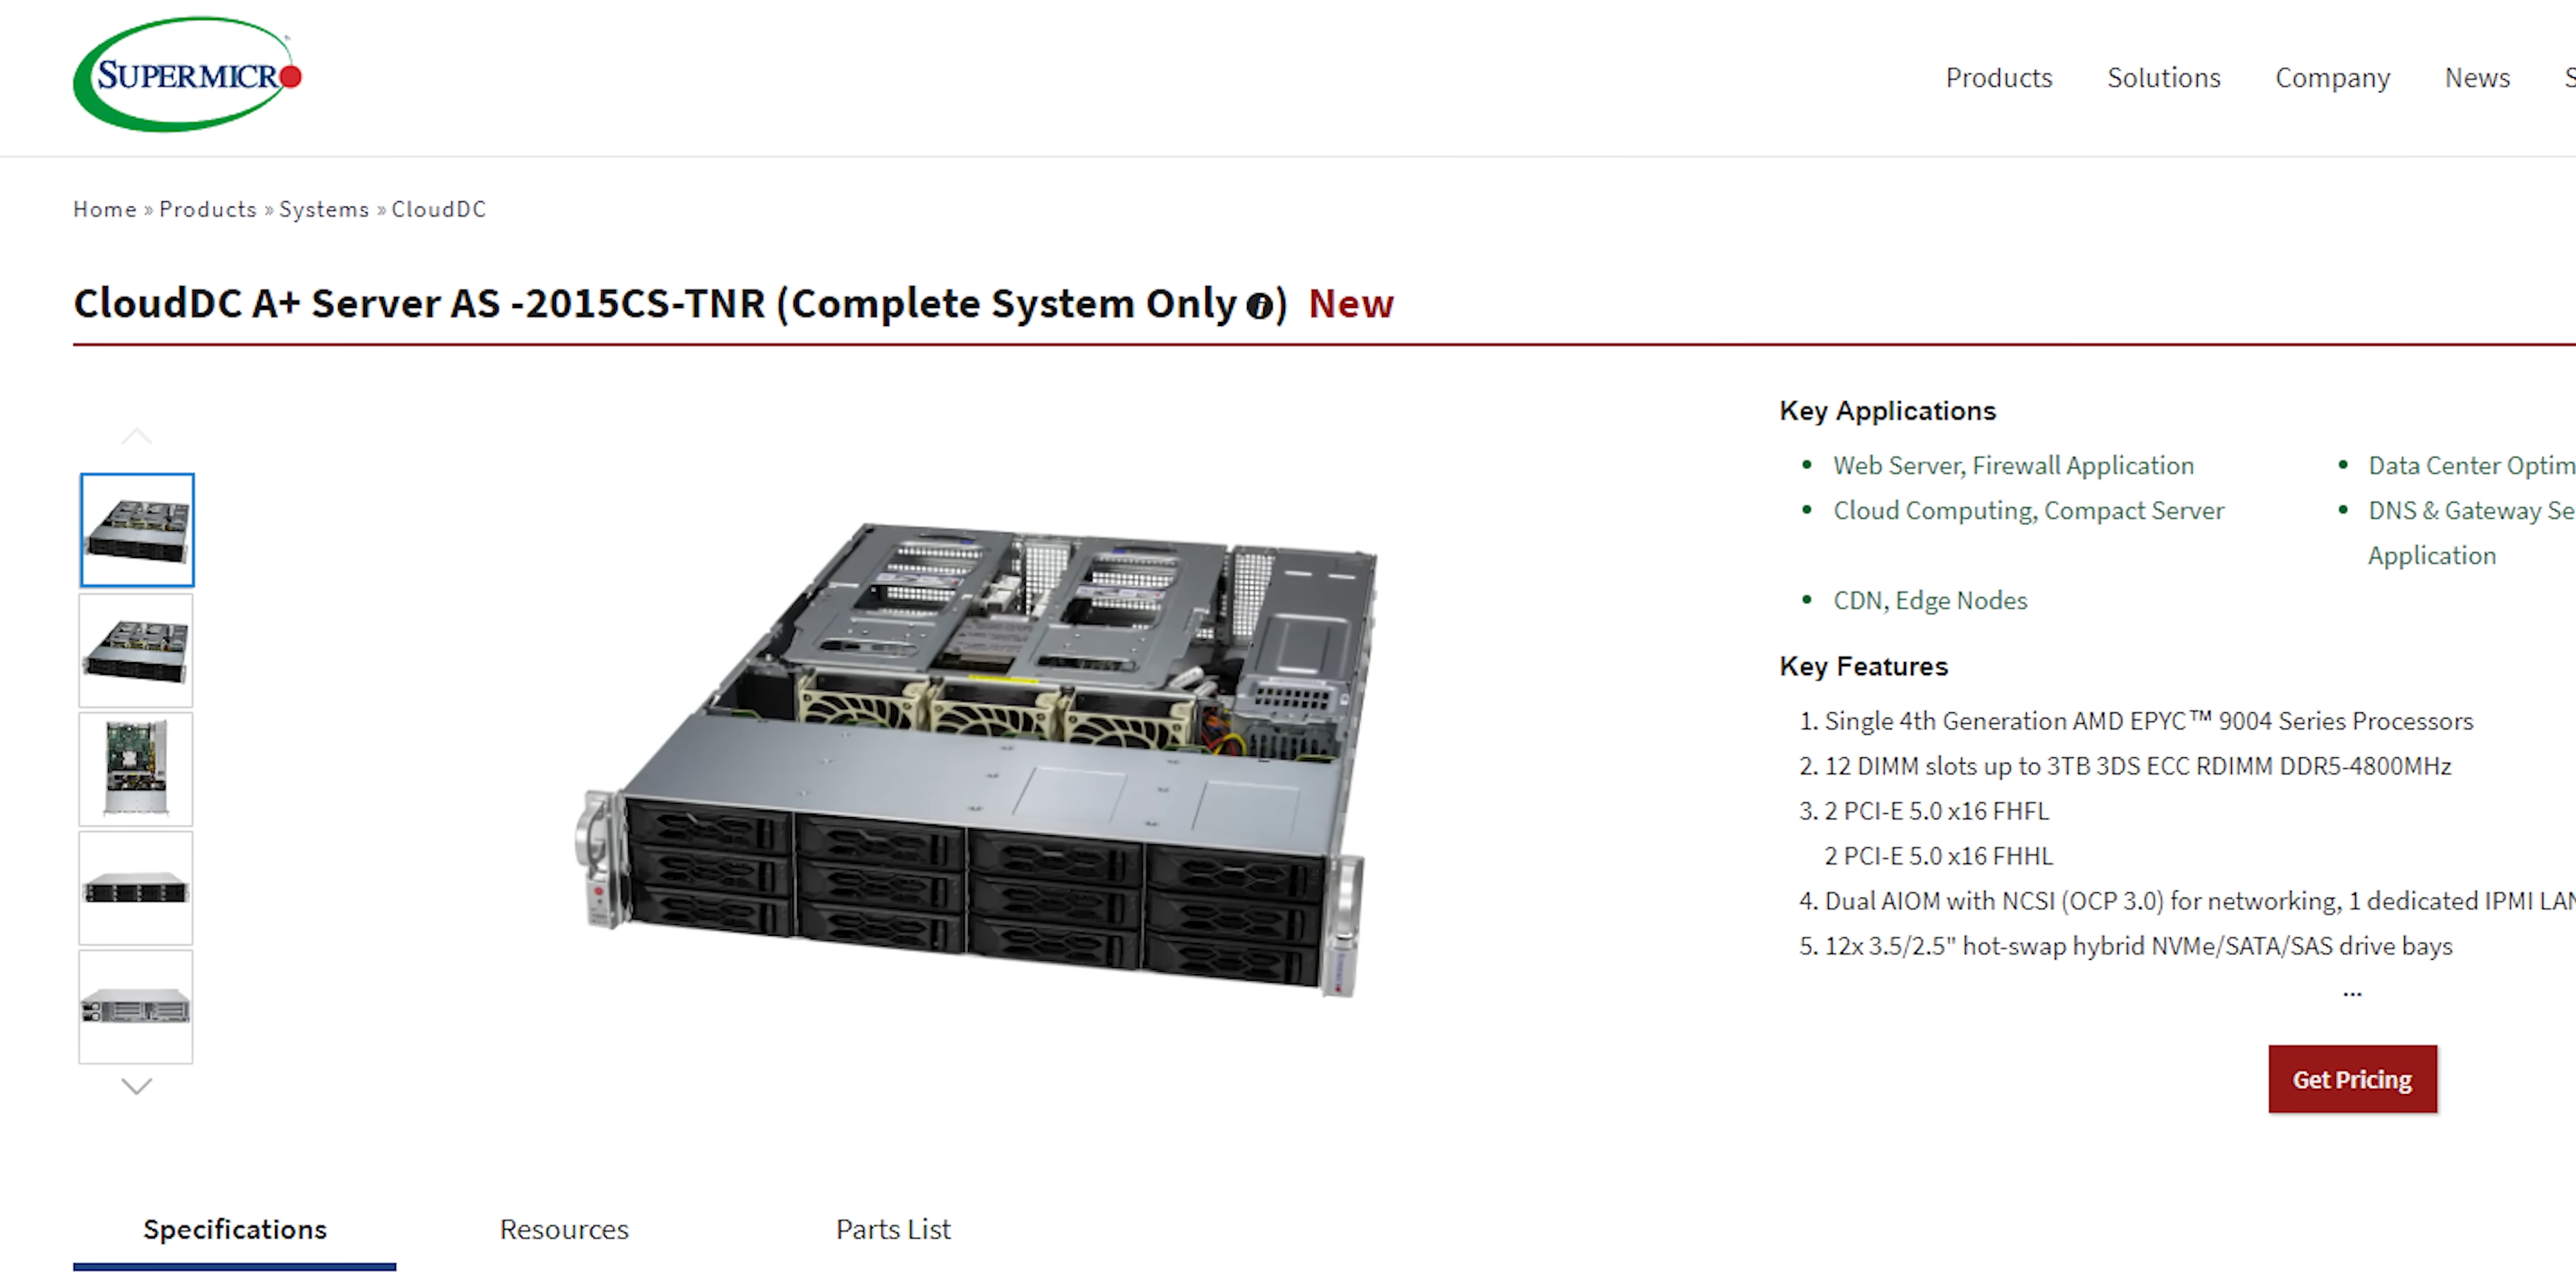 SUPERMICRO
Products Solutions Company News S
Home » Products » Systems » CloudDC
CloudDC A+ Server AS -2015CS-TNR (Complete System Only i) New
Key Applications
• Web Server, Firewall Application
• Data Center Optim
• Cloud Computing, Compact Server
• DNS & Gateway Se
Application
• CDN, Edge Nodes
Key Features
1. Single 4th Generation AMD EPYC™ 9004 Series Processors
2. 12 DIMM slots up to 3TB 3DS ECC RDIMM DDR5-4800MHz
3. 2 PCI-E 5.0 x16 FHFL
2 PCI-E 5.0 x16 FHHL
4. Dual AIOM with NCSI (OCP 3.0) for networking, 1 dedicated IPMI LAN
5. 12x 3.5/2.5" hot-swap hybrid NVMe/SATA/SAS drive bays
...
Get Pricing
Specifications Resources Parts List